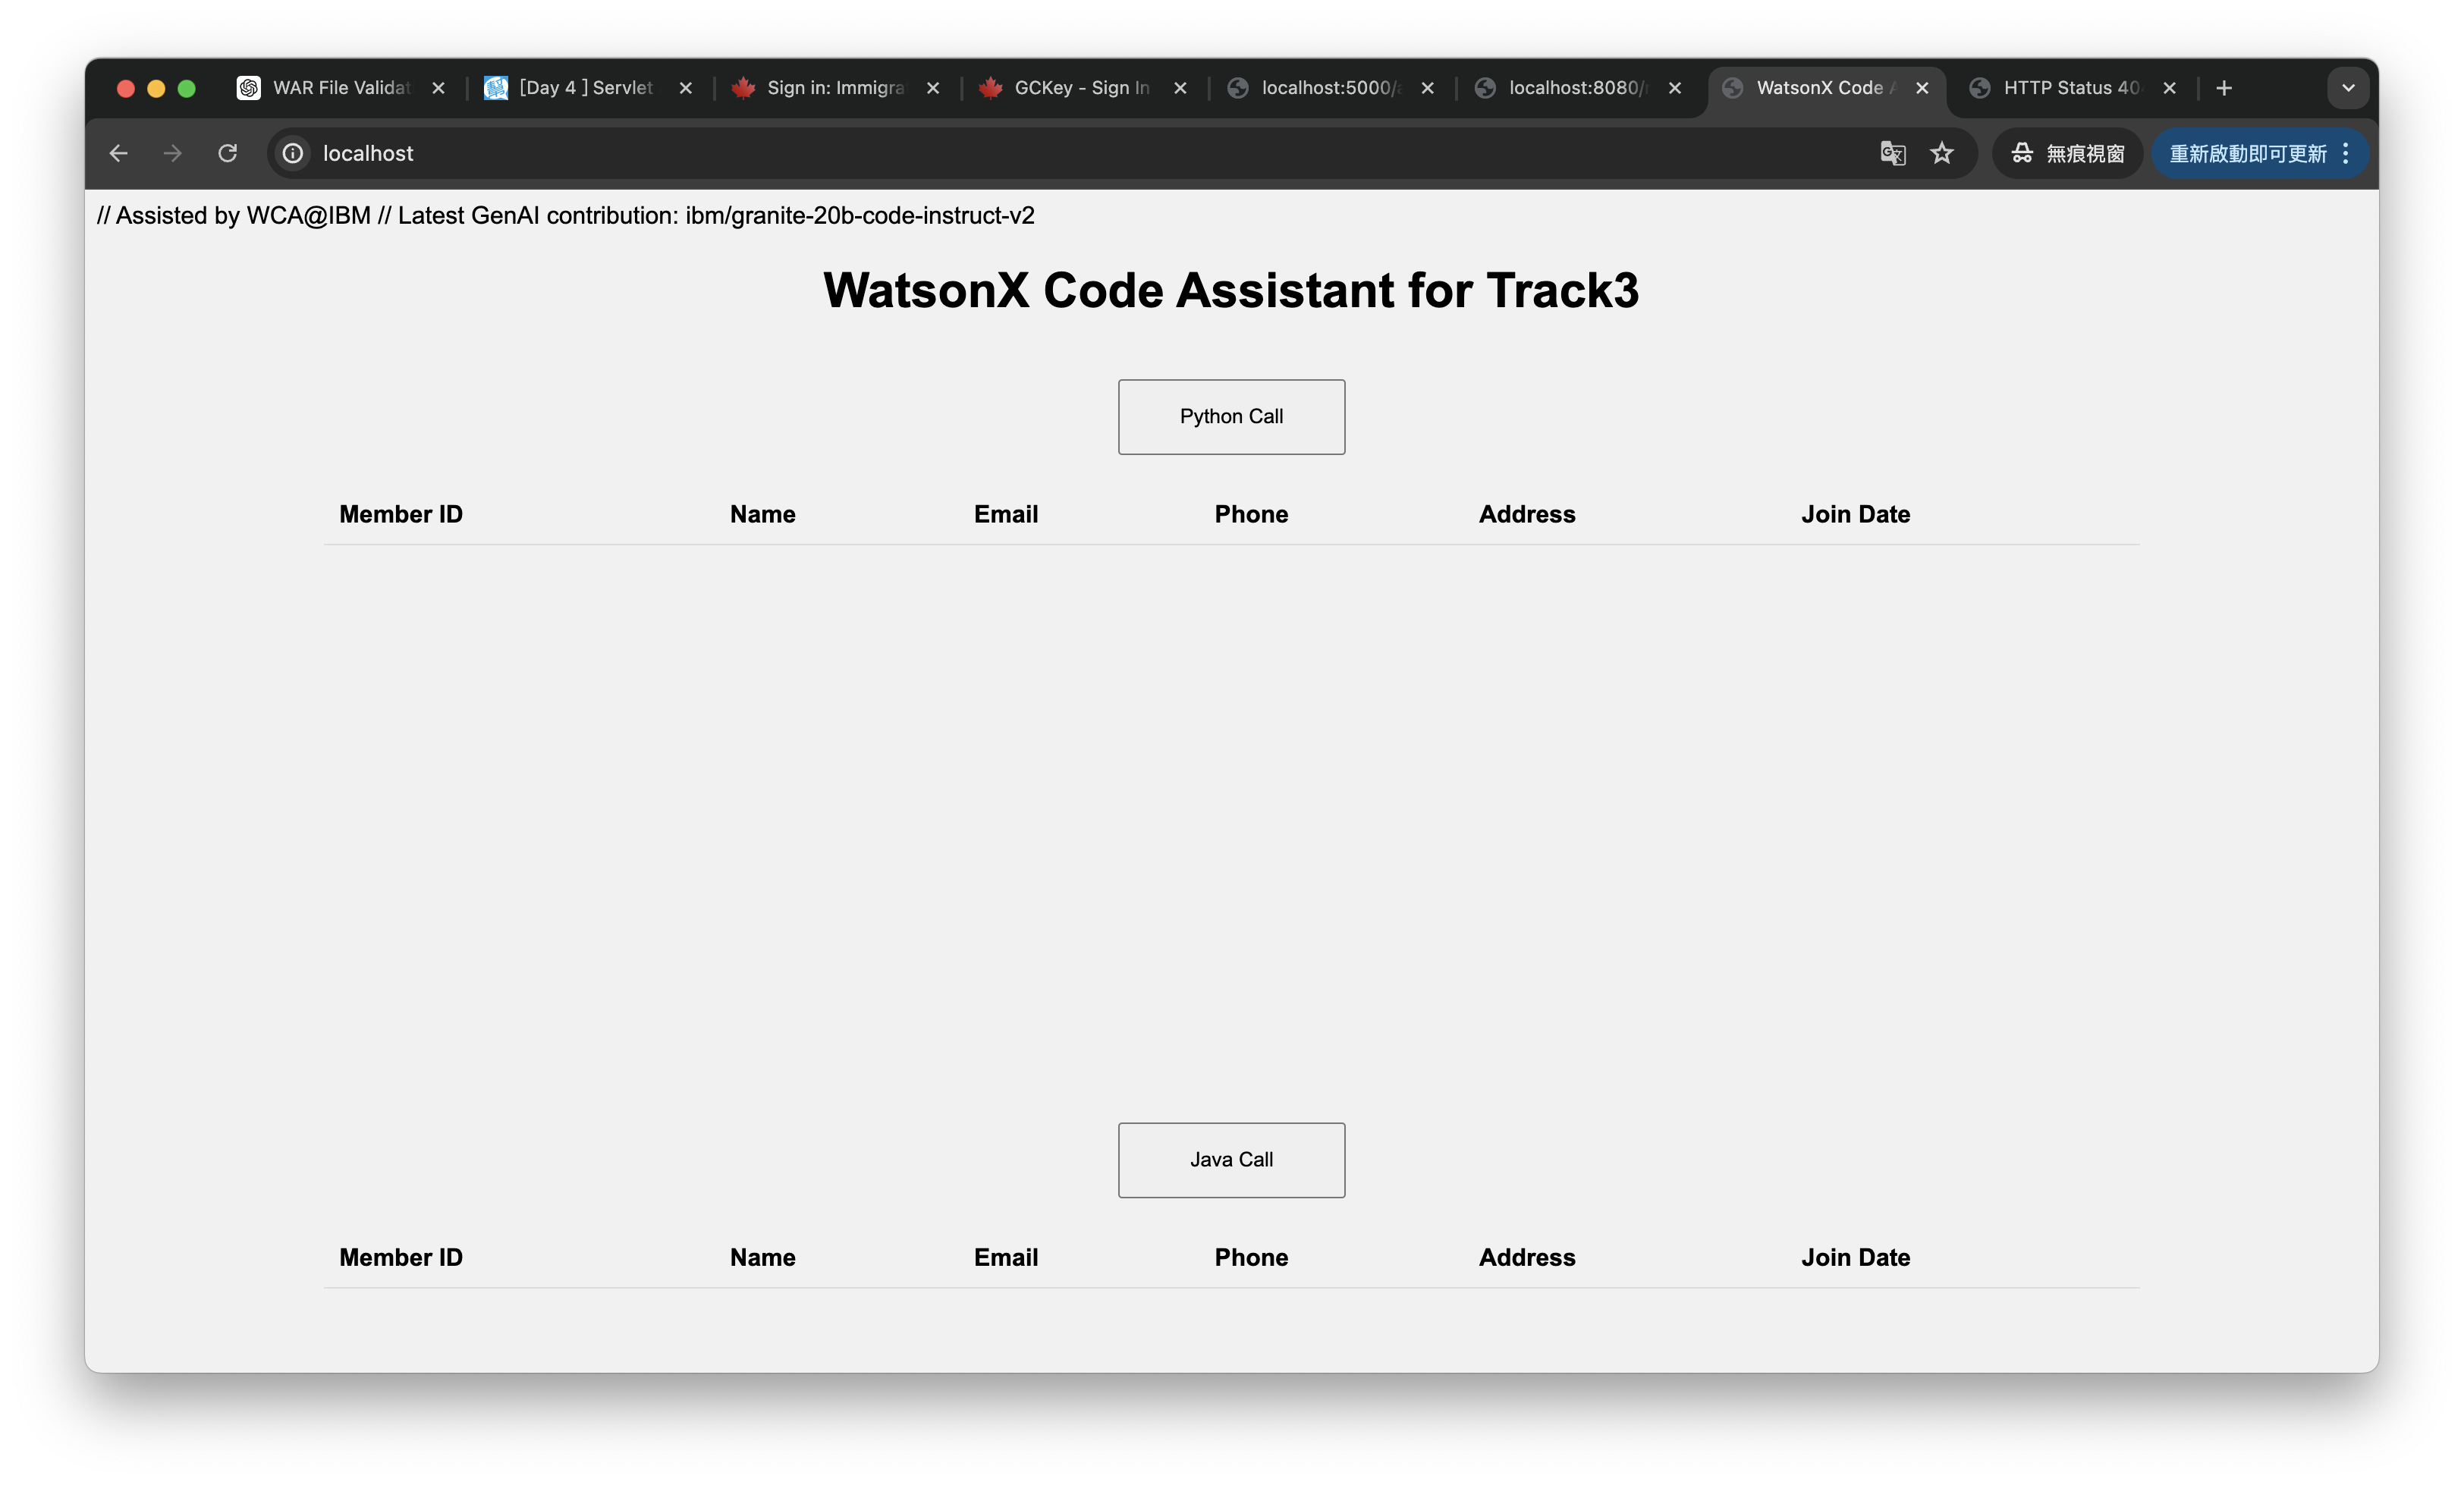 WAR File Validat
[Day 4 ] Servlet
Sign in: Immigra
GCKey - Sign In
localhost:5000/a
localhost:8080/r
WatsonX Code A
HTTP Status 40
localhost
無痕視窗
重新啟動即可更新
// Assisted by WCA@IBM // Latest GenAI contribution: ibm/granite-20b-code-instruct-v2
WatsonX Code Assistant for Track3
Python Call
Member ID Name Email Phone Address Join Date
Java Call
Member ID Name Email Phone Address Join Date